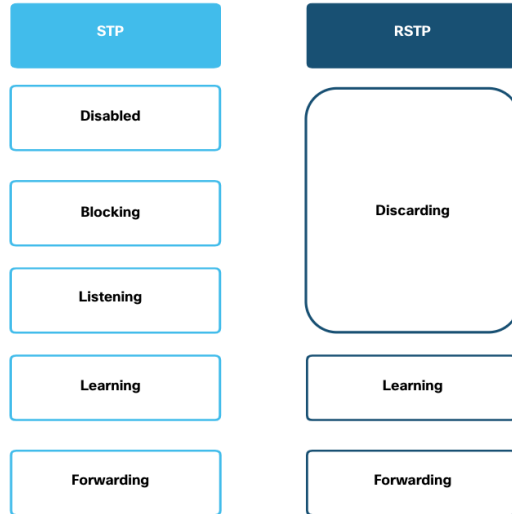 STP
RSTP
Disabled
Blocking
Discarding
Listening
Learning
Learning
Forwarding
Forwarding